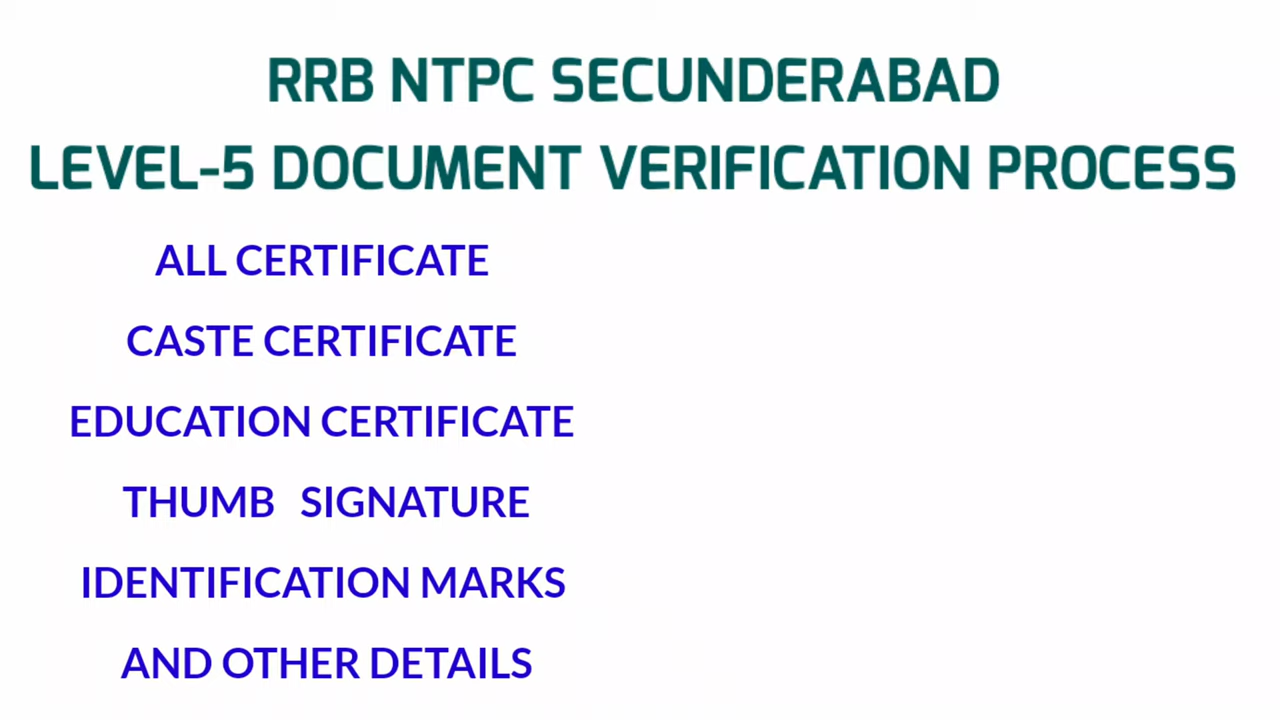 RRB NTPC SECUNDERABAD
LEVEL-5 DOCUMENT VERIFICATION PROCESS
ALL CERTIFICATE
CASTE CERTIFICATE
EDUCATION CERTIFICATE
THUMB SIGNATURE
IDENTIFICATION MARKS
AND OTHER DETAILS